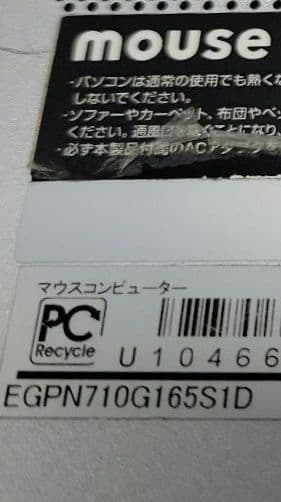 mouse
・パソコンは通常の使用でも熱くな
しないでください。
・ソファーやカーペット、布団やベッ
ください。通風口を塞ぐことになり、
・必ず本製品付属のACアダプタを
マウスコンピューター
PC
Recycle
U10466
EGPN710G165S1D